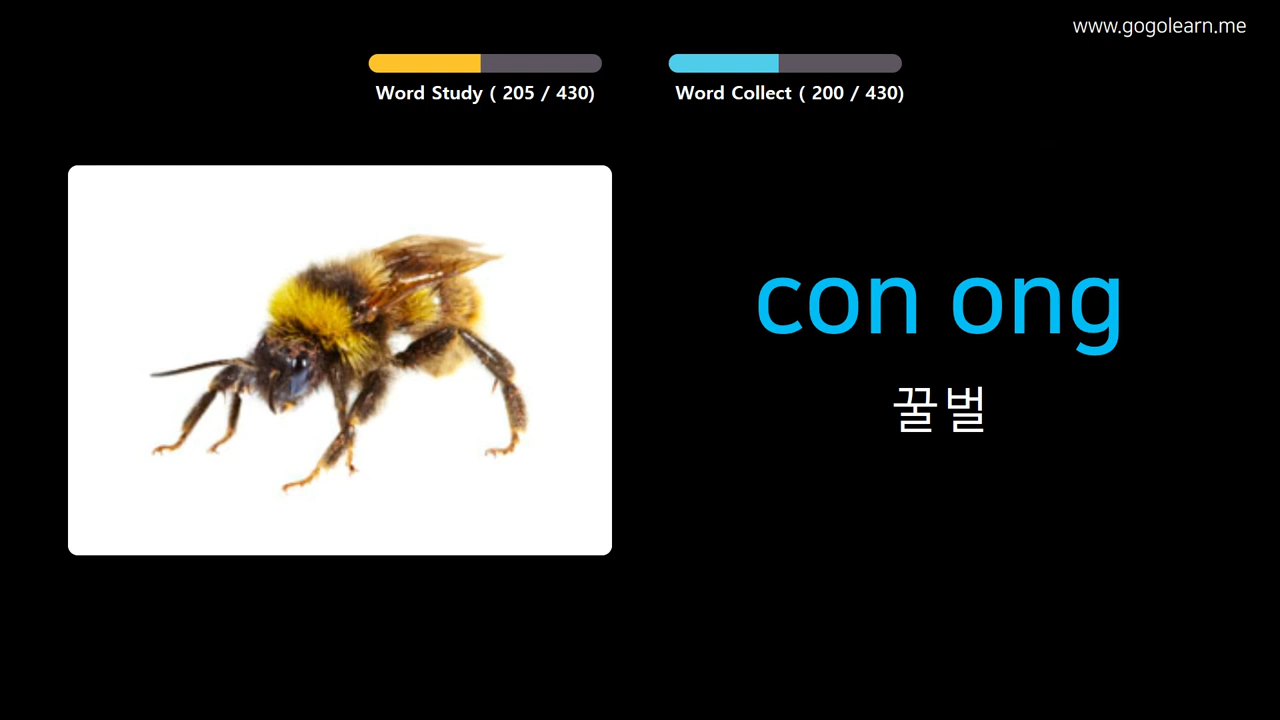 www.gogolearn.me
Word Study ( 205 / 430)
Word Collect ( 200 / 430)
con ong
꿀벌